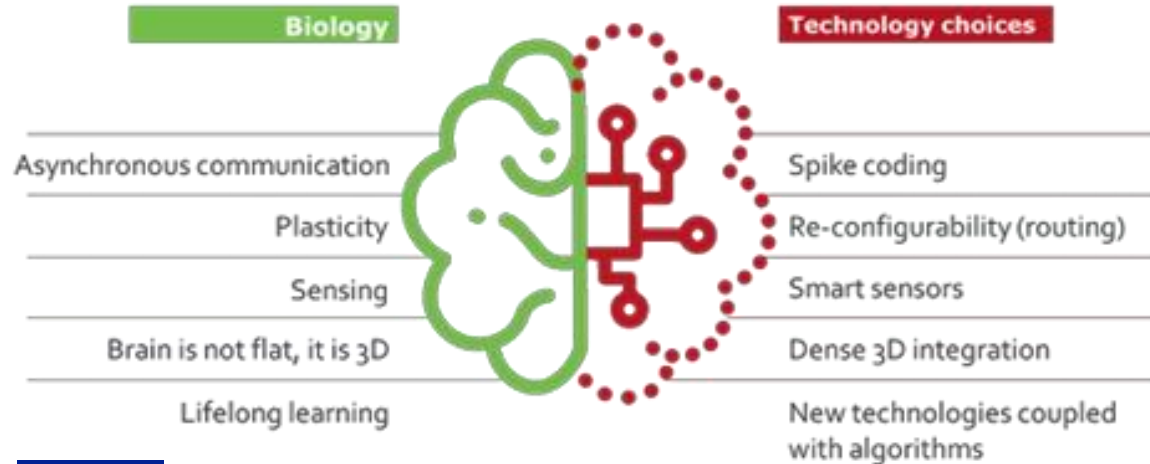 Biology
Technology choices
Asynchronous communication
Spike coding
Plasticity
Re-configurability (routing)
Sensing
Smart sensors
Brain is not flat, it is 3D
Dense 3D integration
Lifelong learning
New technologies coupled
with algorithms